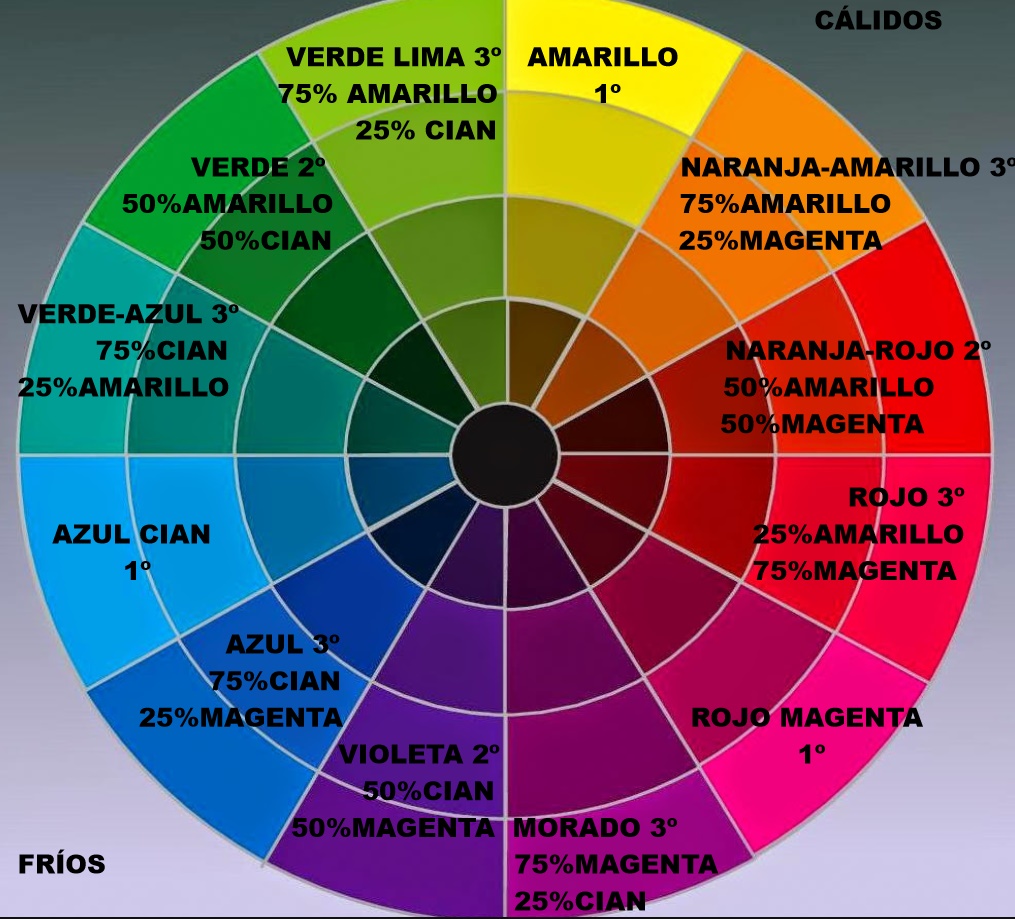 CÁLIDOS
VERDE LIMA 3º
75% AMARILLO
25% CIAN
AMARILLO
1º
NARANJA-AMARILLO 3º
75%AMARILLO
25%MAGENTA
VERDE 2º
50%AMARILLO
50%CIAN
VERDE-AZUL 3º
75%CIAN
25%AMARILLO
NARANJA-ROJO 2º
50%AMARILLO
50%MAGENTA
AZUL CIAN
1º
ROJO 3º
25%AMARILLO
75%MAGENTA
AZUL 3º
75%CIAN
25%MAGENTA
ROJO MAGENTA
1º
VIOLETA 2º
50%CIAN
50%MAGENTA
MORADO 3º
75%MAGENTA
25%CIAN
FRÍOS